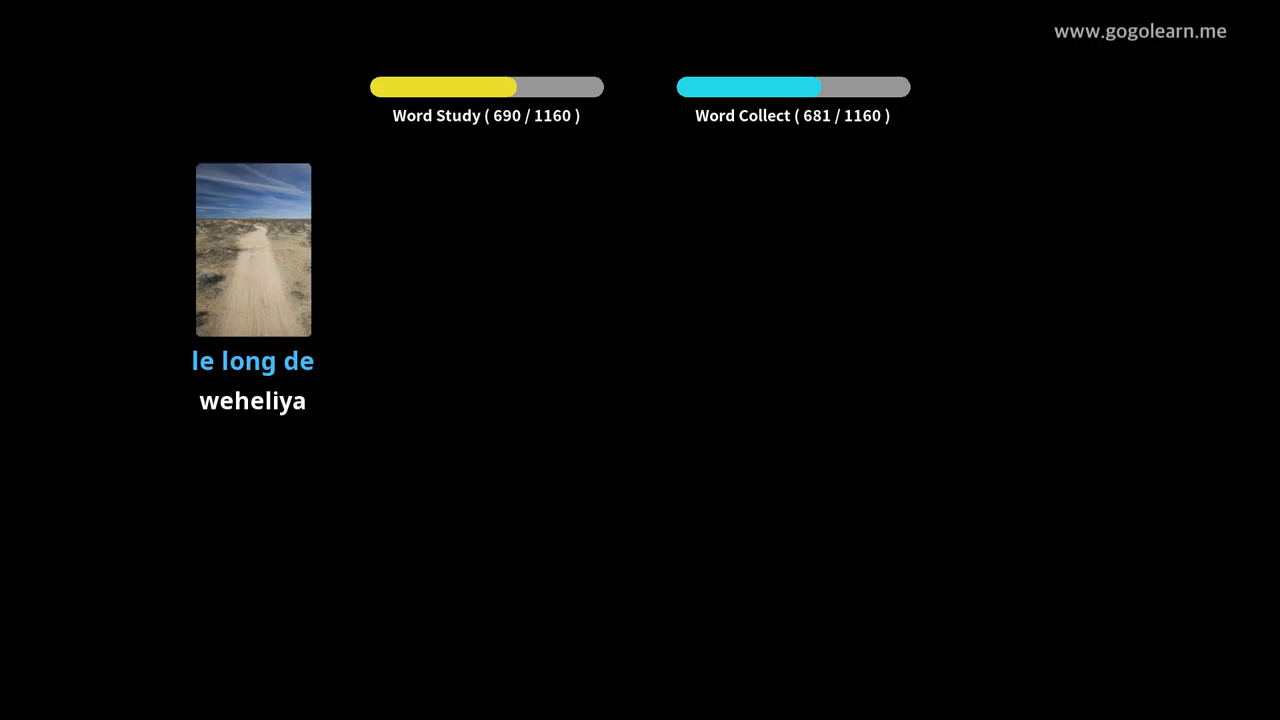 www.gogolearn.me
Word Study ( 690 / 1160 )
Word Collect ( 681 / 1160 )
le long de
weheliya